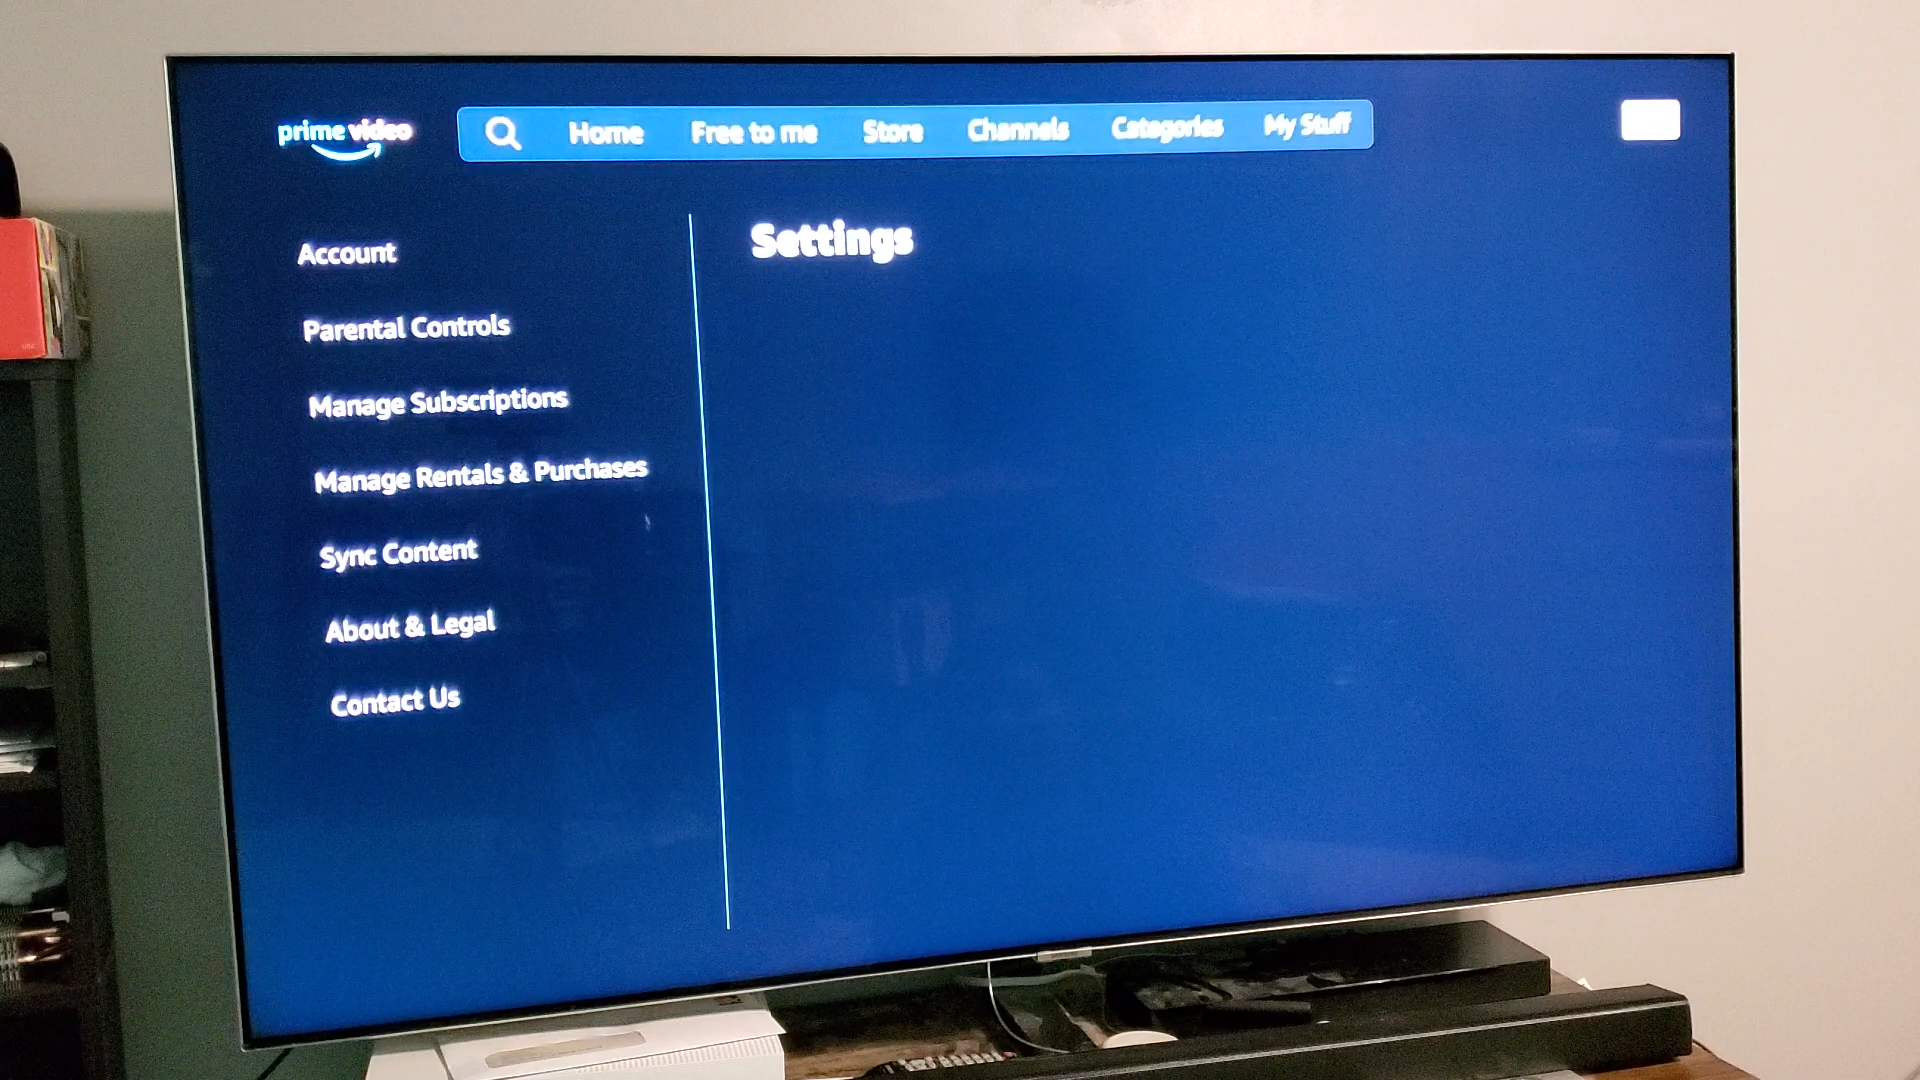 prime video
Home Free to me Store Channels Categories My Stuff
Settings
Account
Parental Controls
Manage Subscriptions
Manage Rentals & Purchases
Sync Content
About & Legal
Contact Us